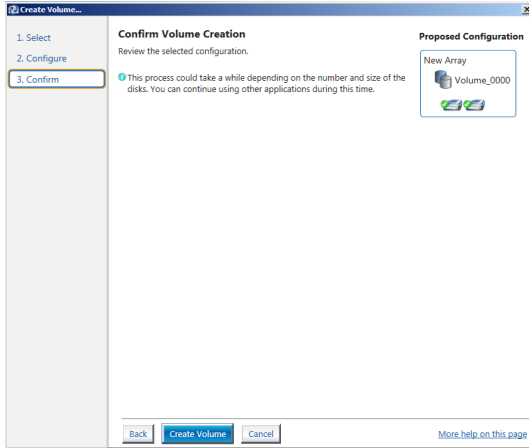 Create Volume...
1. Select
2. Configure
3. Confirm
Confirm Volume Creation
Review the selected configuration.
This process could take a while depending on the number and size of the
disks. You can continue using other applications during this time.
Proposed Configuration
New Array
Volume_0000
Back
Create Volume
Cancel
More help on this page